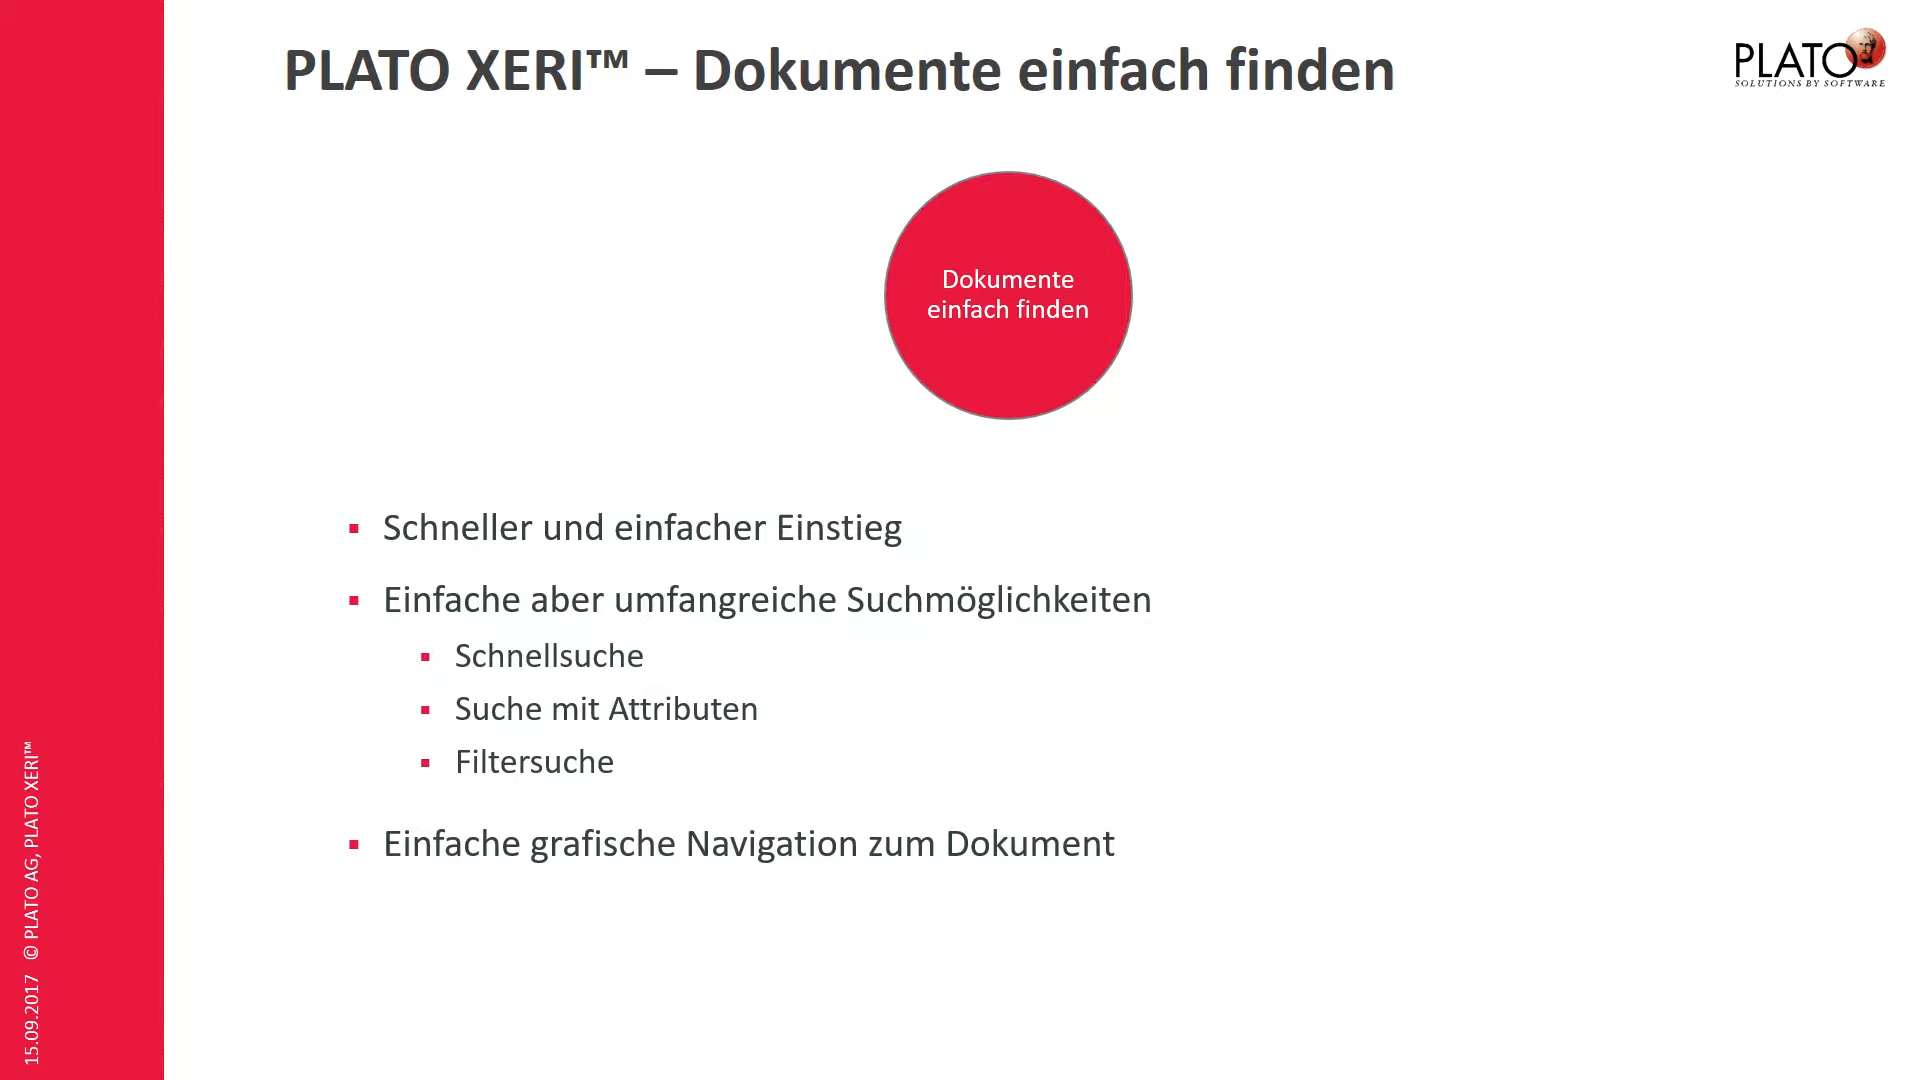 PLATO XERI™ – Dokumente einfach finden
PLATO
SOLUTIONS BY SOFTWARE
Dokumente
einfach finden
Schneller und einfacher Einstieg
Einfache aber umfangreiche Suchmöglichkeiten
Schnellsuche
Suche mit Attributen
Filtersuche
Einfache grafische Navigation zum Dokument
15.09.2017 © PLATO AG, PLATO XERI™